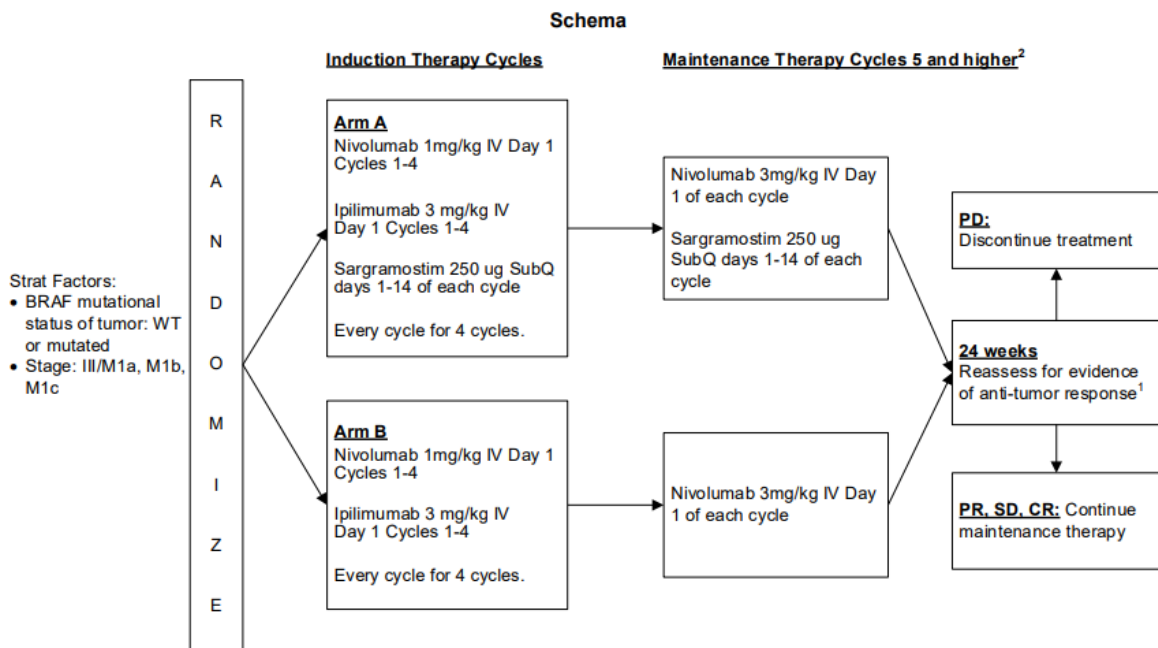 Schema
Induction Therapy Cycles
Maintenance Therapy Cycles 5 and higher2
Strat Factors:
• BRAF mutational
status of tumor: WT
or mutated
• Stage: III/M1a, M1b,
M1c
R
A
N
D
O
M
I
Z
E
Arm A
Nivolumab 1mg/kg IV Day 1
Cycles 1-4
Ipilimumab 3 mg/kg IV
Day 1 Cycles 1-4
Sargramostim 250 ug SubQ
days 1-14 of each cycle
Every cycle for 4 cycles.
Arm B
Nivolumab 1mg/kg IV Day 1
Cycles 1-4
Ipilimumab 3 mg/kg IV
Day 1 Cycles 1-4
Every cycle for 4 cycles.
Nivolumab 3mg/kg IV Day
1 of each cycle
Sargramostim 250 ug
SubQ days 1-14 of each
cycle
Nivolumab 3mg/kg IV Day
1 of each cycle
PD:
Discontinue treatment
24 weeks
Reassess for evidence
of anti-tumor response1
PR, SD, CR: Continue
maintenance therapy